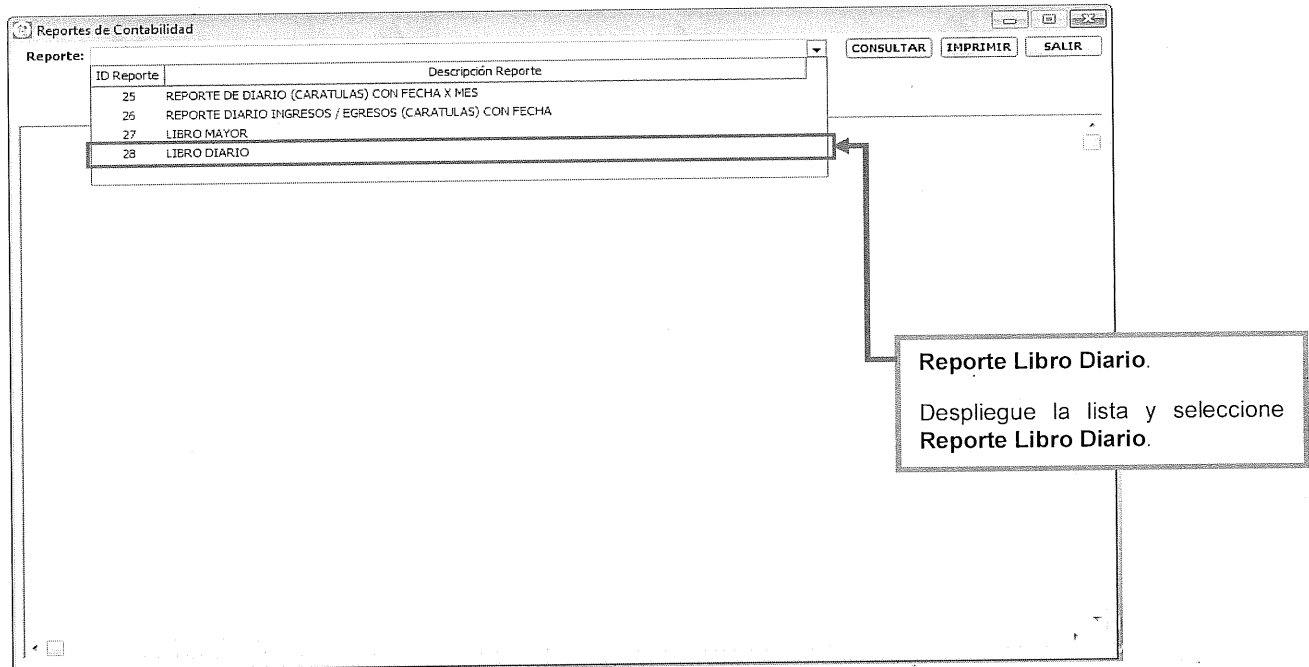 Reportes de Contabilidad
Reporte:
CONSULTAR IMPRIMIR SALIR
ID Reporte Descripción Reporte
25 REPORTE DE DIARIO (CARATULAS) CON FECHA X MES
26 REPORTE DIARIO INGRESOS / EGRESOS (CARATULAS) CON FECHA
27 LIBRO MAYOR
28 LIBRO DIARIO
Reporte Libro Diario.
Despliegue la lista y seleccione
Reporte Libro Diario.